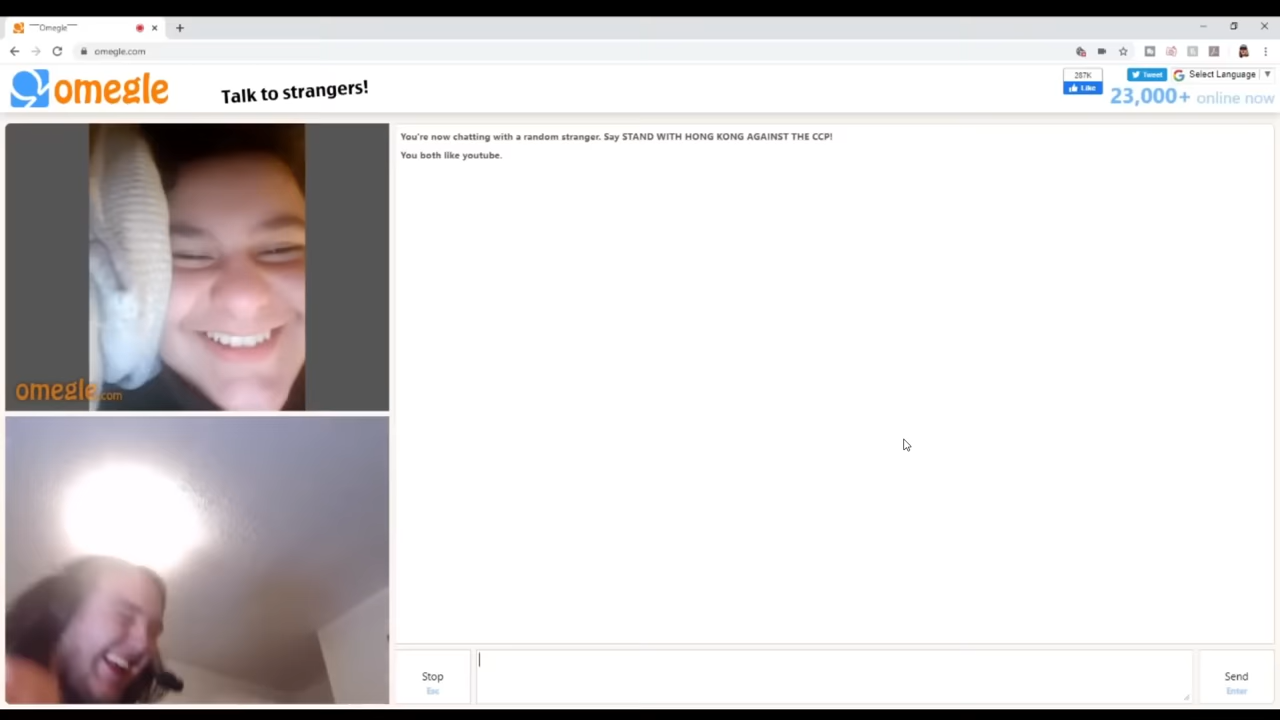 Omegle
omegle.com
omegle
Talk to strangers!
287K
Like
Tweet
Select Language
23,000+ online now
You're now chatting with a random stranger. Say STAND WITH HONG KONG AGAINST THE CCP!
You both like youtube.
omegle.com
Stop
Esc
Send
Enter